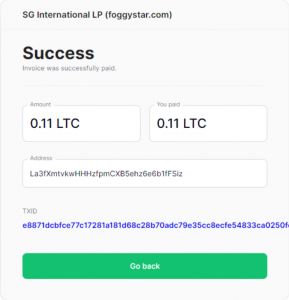 SG International LP (foggystar.com)
Success
Invoice was successfully paid.
Amount
0.11 LTC
You paid
0.11 LTC
Address
La3fXmtvkwHHHzfpmCXB5ehz6e6b1fFSiz
TXID
e8871dcbfce77c17281a181d68c28b70adc79e35cc8ecfe54833ca0250f
Go back